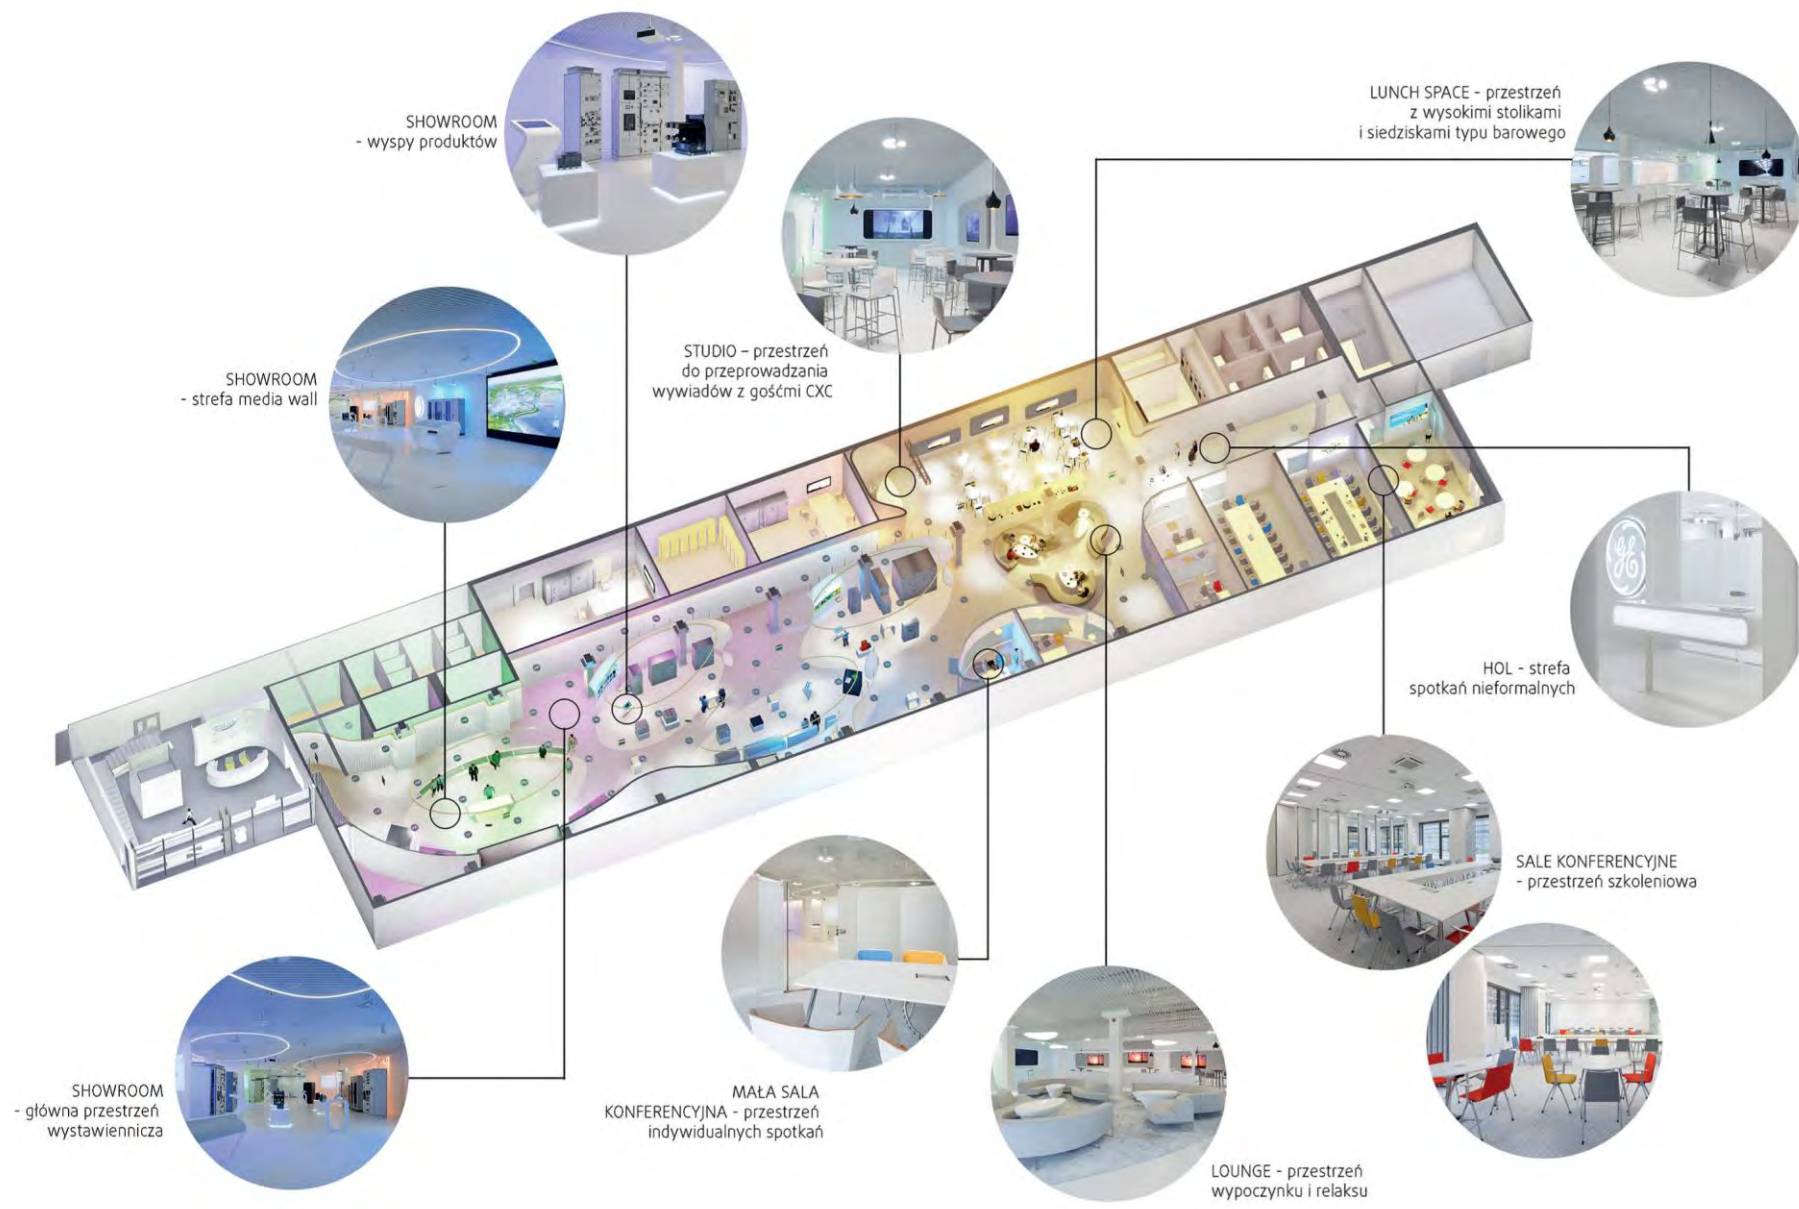 SHOWROOM
- wyspy produktów
LUNCH SPACE - przestrzeń
z wysokimi stolikami
i siedziskami typu barowego
STUDIO – przestrzeń
do przeprowadzania
wywiadów z gośćmi CXC
SHOWROOM
- strefa media wall
HOL - strefa
spotkań nieformalnych
SALE KONFERENCYJNE
- przestrzeń szkoleniowa
SHOWROOM
- główna przestrzeń
wystawiennicza
MAŁA SALA
KONFERENCYJNA - przestrzeń
indywidualnych spotkań
LOUNGE - przestrzeń
wypoczynku i relaksu
GE